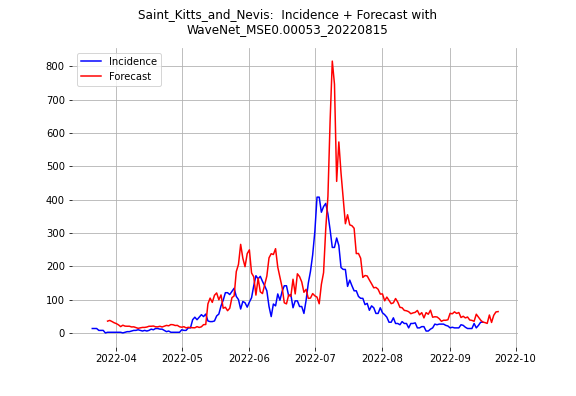 Saint_Kitts_and_Nevis:  Incidence + Forecast with
WaveNet_MSE0.00053_20220815
Incidence
Forecast
800
700
600
500
400
300
200
100
0
2022-04 2022-05 2022-06 2022-07 2022-08 2022-09 2022-10